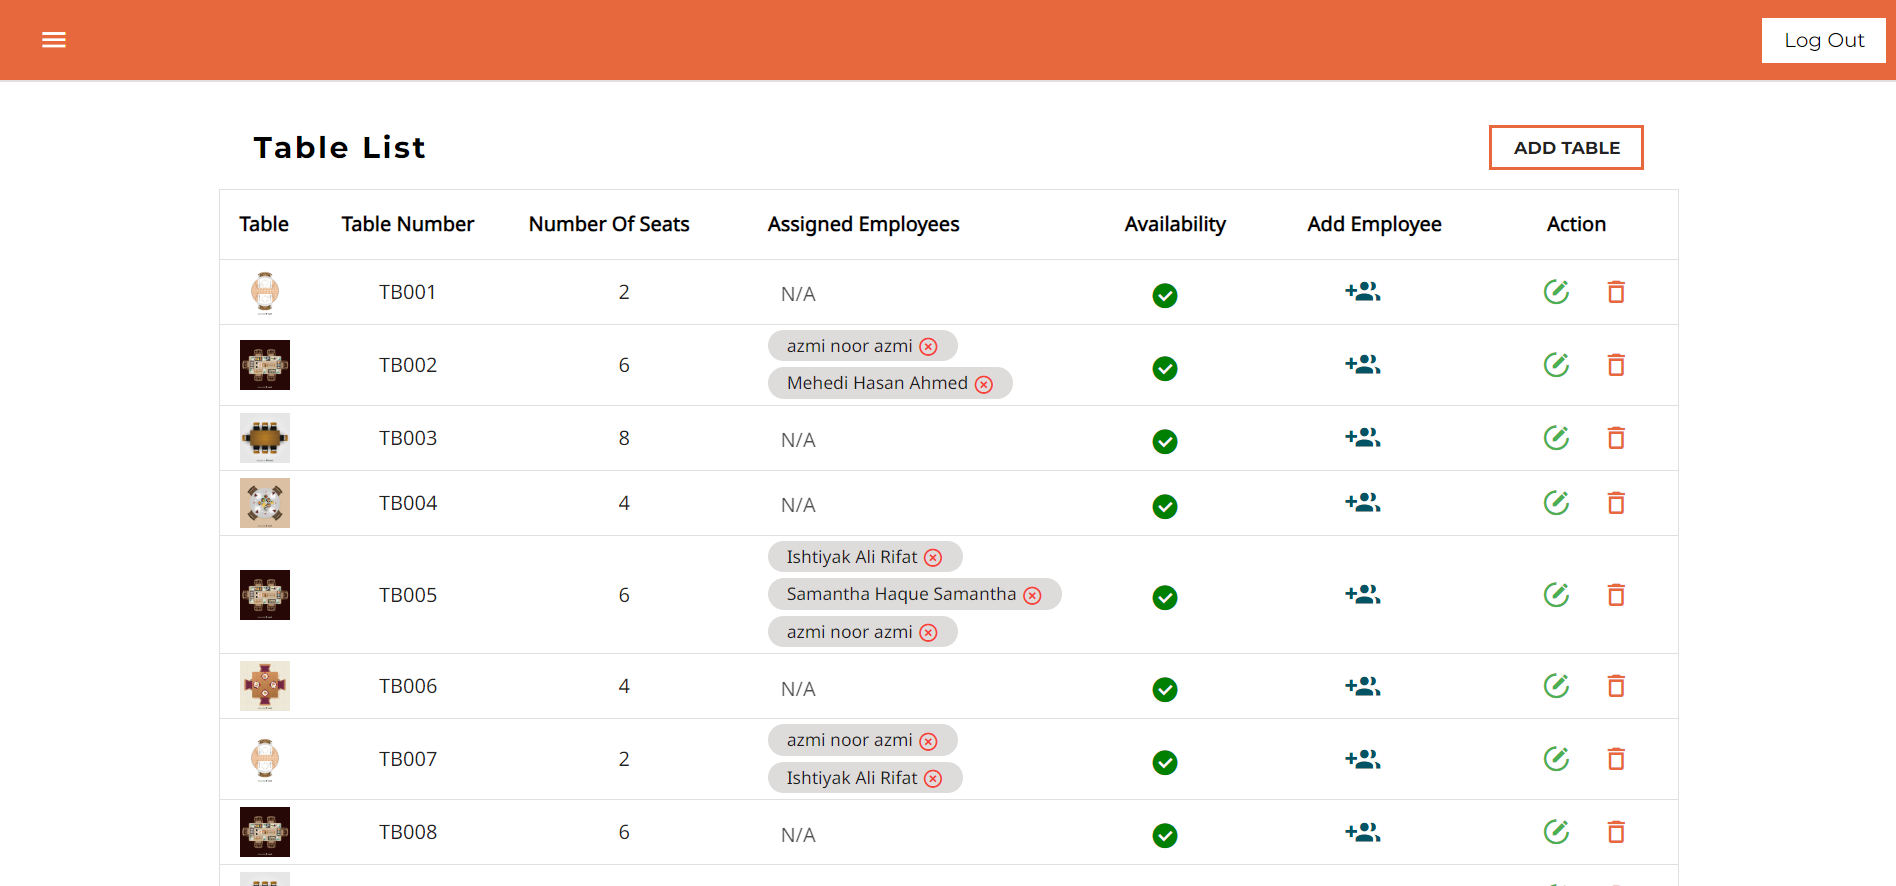 Log Out
Table List
ADD TABLE
Table Table Number Number Of Seats Assigned Employees Availability Add Employee Action
TB001 2 N/A
azmi noor azmi
TB002 6
Mehedi Hasan Ahmed
TB003 8 N/A
TB004 4 N/A
Ishtiyak Ali Rifat
TB005 6 Samantha Haque Samantha
azmi noor azmi
TB006 4 N/A
azmi noor azmi
TB007 2
Ishtiyak Ali Rifat
TB008 6 N/A